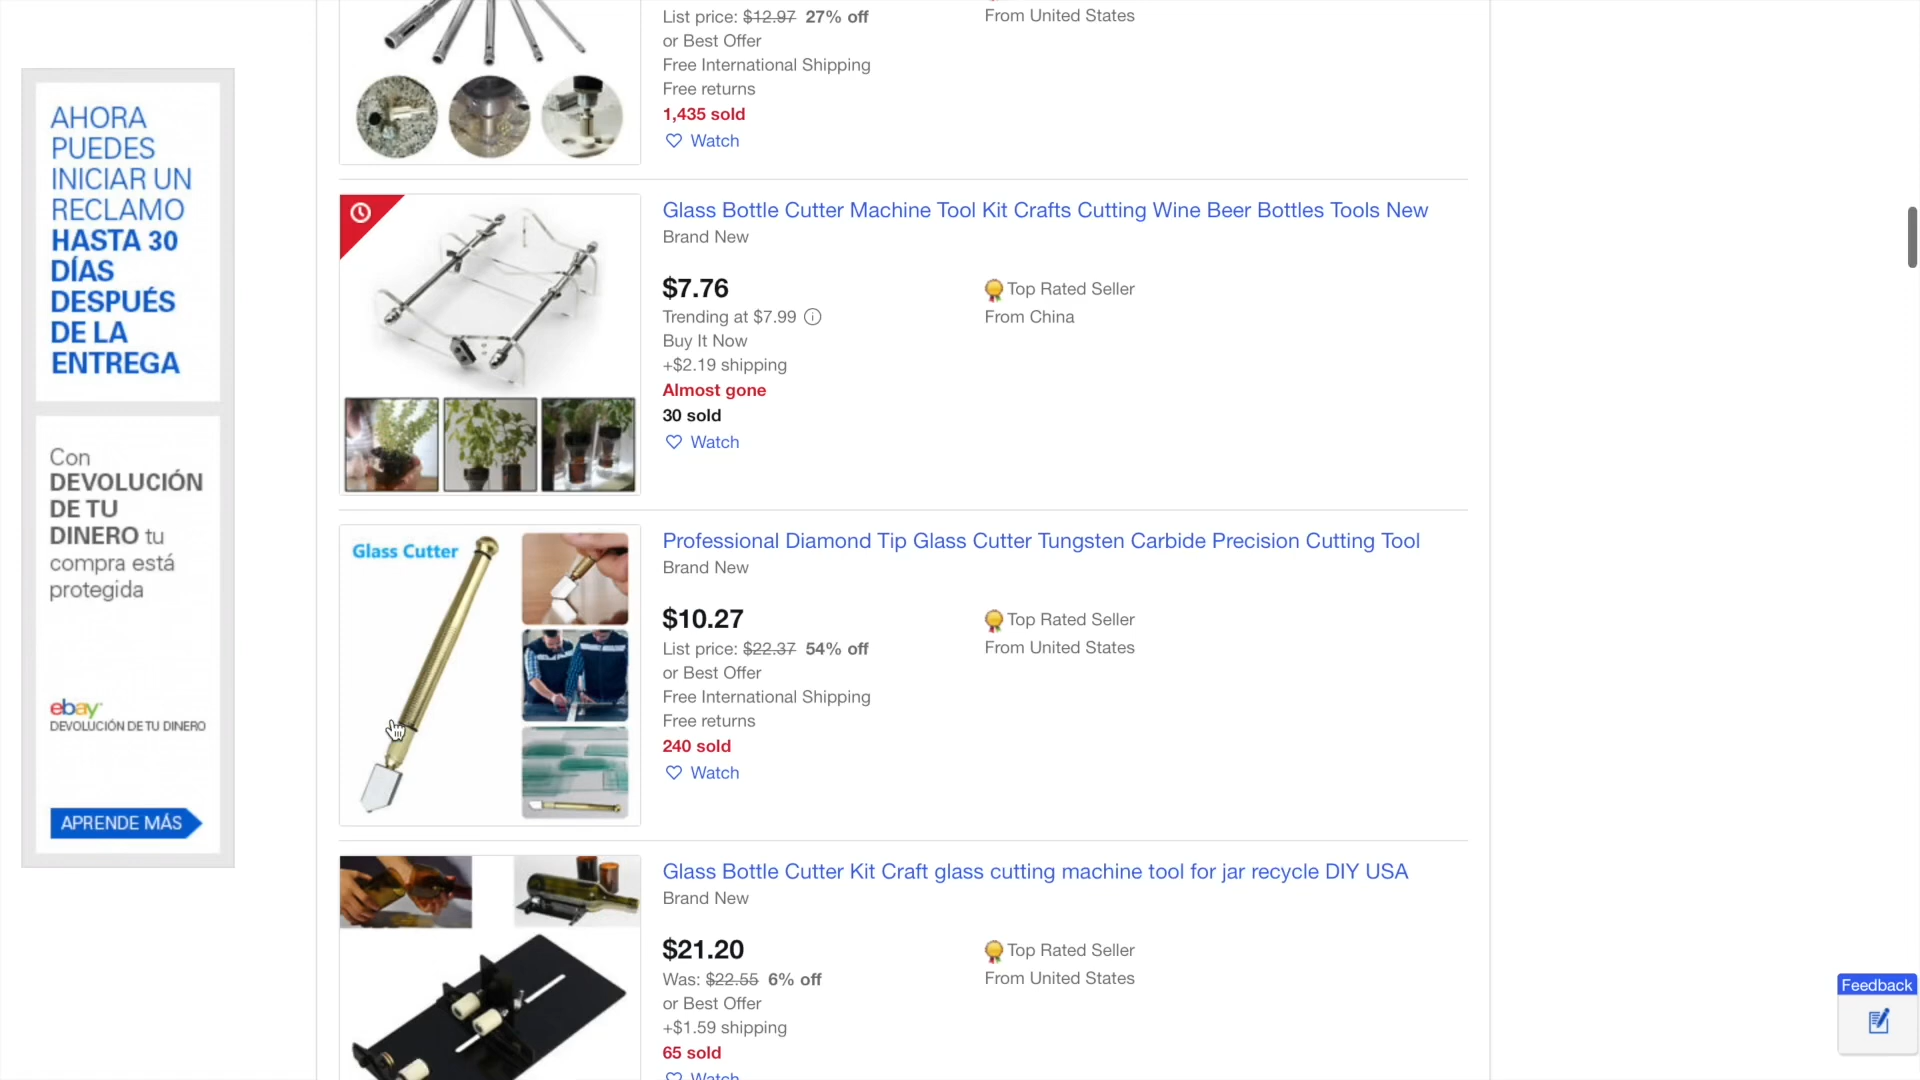 AHORA
PUEDES
INICIAR UN
RECLAMO
HASTA 30
DÍAS
DESPUÉS
DE LA
ENTREGA
Con
DEVOLUCIÓN
DE TU
DINERO tu
compra está
protegida
ebay
DEVOLUCIÓN DE TU DINERO
APRENDE MÁS
List price: $12.97 27% off
or Best Offer
Free International Shipping
Free returns
1,435 sold
Watch
From United States
Glass Bottle Cutter Machine Tool Kit Crafts Cutting Wine Beer Bottles Tools New
Brand New
$7.76
Trending at $7.99
Buy It Now
+$2.19 shipping
Almost gone
30 sold
Watch
Top Rated Seller
From China
Glass Cutter
Professional Diamond Tip Glass Cutter Tungsten Carbide Precision Cutting Tool
Brand New
$10.27
List price: $22.37 54% off
or Best Offer
Free International Shipping
Free returns
240 sold
Watch
Top Rated Seller
From United States
Glass Bottle Cutter Kit Craft glass cutting machine tool for jar recycle DIY USA
Brand New
$21.20
Was: $22.55 6% off
or Best Offer
+$1.59 shipping
65 sold
Watch
Top Rated Seller
From United States
Feedback